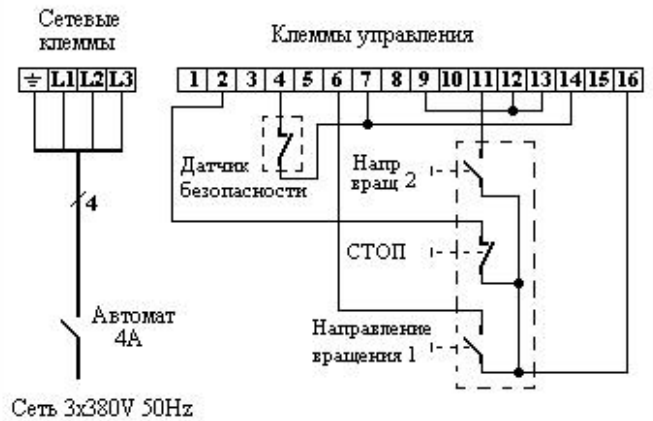 Сетевые
клеммы
Клеммы управления
L1 L2 L3
1 2 3 4 5 6 7 8 9 10 11 12 13 14 15 16
Датчик
безопасности
Напр
вращ 2
4
СТОП
Автомат
4А
Направление
вращения 1
Сеть 3x380V 50Hz